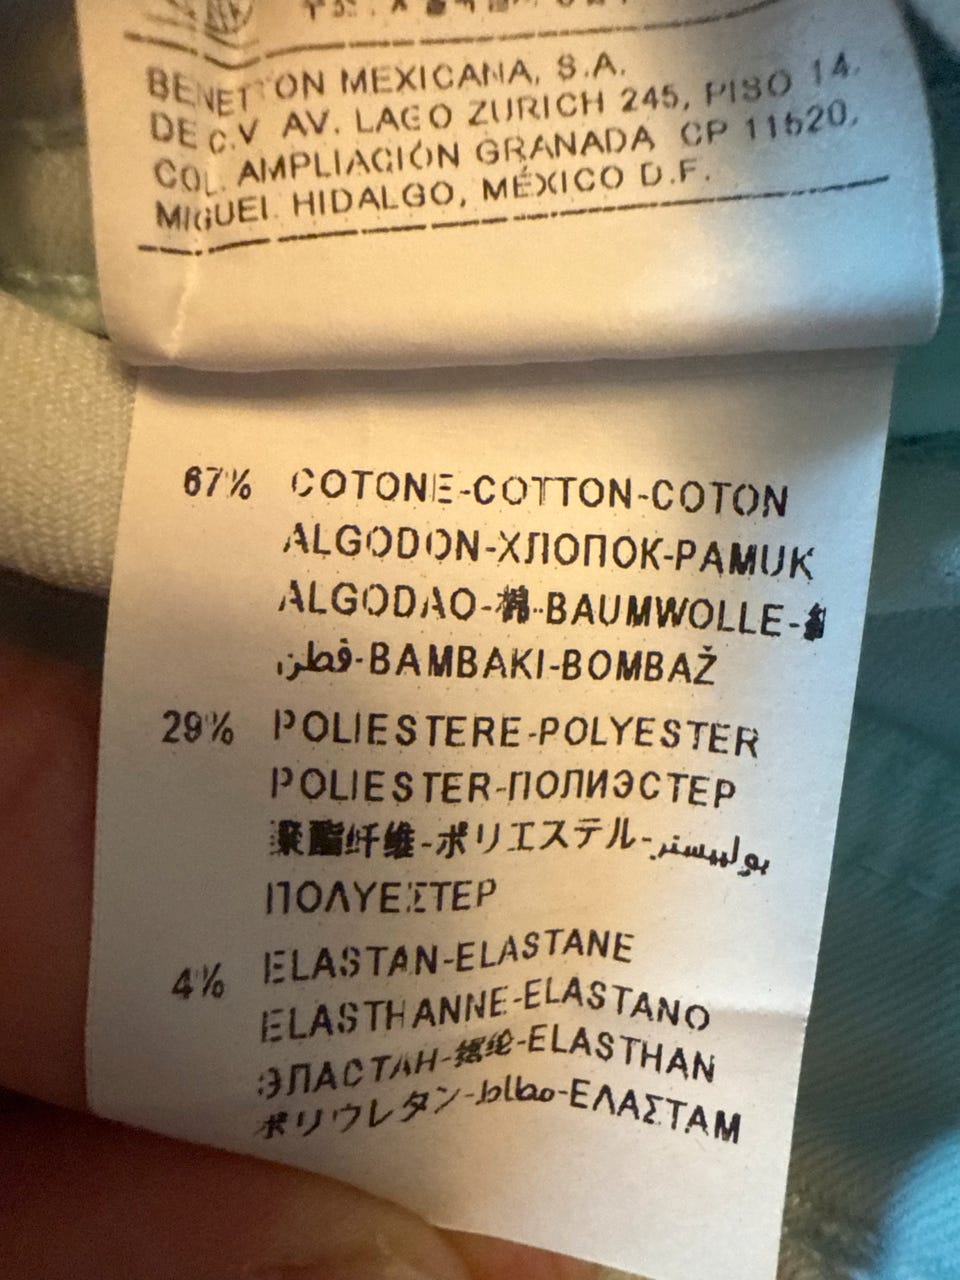 BENETTON MEXICANA, S.A.
DE C.V AV. LAGO ZURICH 245, PISO 14.
COL. AMPLIACIÓN GRANADA CP 11520,
MIGUEL HIDALGO, MÉXICO D.F.
67% COTONE-COTTON-COTON
ALGODON-ХЛОПОК-PAMUK
ALGODAO-棉-BAUMWOLLE-綿
قطن-BAMBAKI-BOMBAŽ
29% POLIESTERE-POLYESTER
POLIESTER-ПОЛИЭСТЕР
聚酯纤维-ポリエステル-بوليستر
ΠΟΛΥΕΣΤΕΡ
4% ELASTAN-ELASTANE
ELASTHANNE-ELASTANO
ЭЛАСТАН-氨纶-ELASTHAN
ポリウレタン-مطاط-ΕΛΑΣΤΑΜ